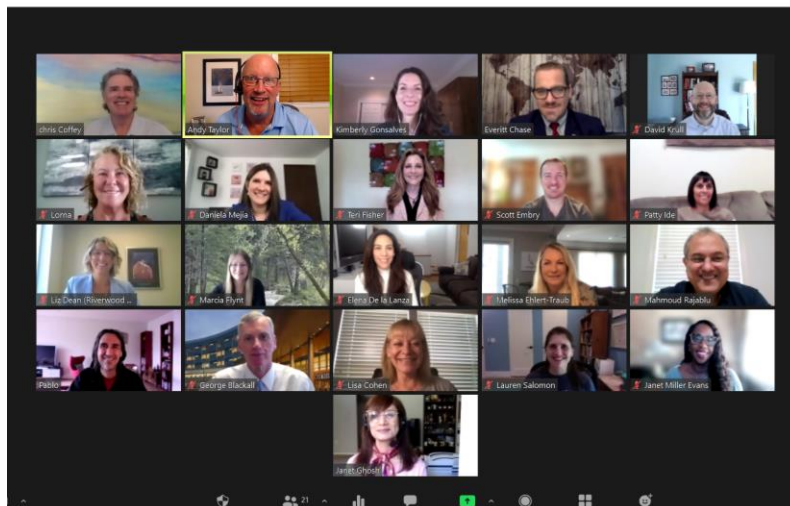 chris Coffey
Andy Taylor
Kimberly Gonsalves
Everitt Chase
David Krull
Lorna
Daniela Mejia
Teri Fisher
Scott Embry
Patty Ide
Liz Dean (Riverwood ...
Marcia Flynt
Elena De la Lanza
Melissa Ehlert-Traub
Mahmoud Rajablu
Pablo
George Blackall
Lisa Cohen
Lauren Salomon
Janet Miller Evans
Janet Ghosh
21